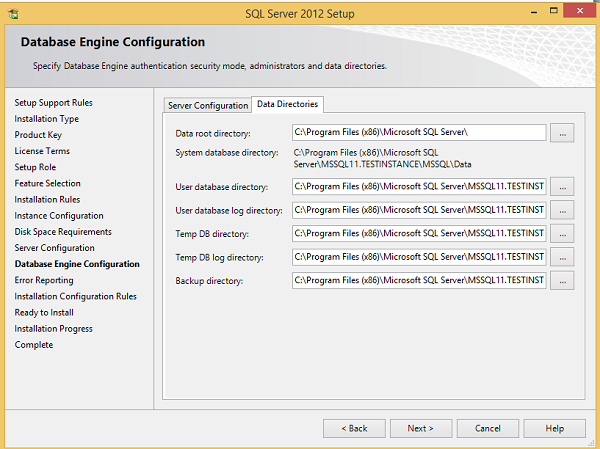 SQL Server 2012 Setup
Database Engine Configuration
Specify Database Engine authentication security mode, administrators and data directories.
Setup Support Rules
Installation Type
Product Key
License Terms
Setup Role
Feature Selection
Installation Rules
Instance Configuration
Disk Space Requirements
Server Configuration
Database Engine Configuration
Error Reporting
Installation Configuration Rules
Ready to Install
Installation Progress
Complete
Server Configuration Data Directories
Data root directory: C:\Program Files (x86)\Microsoft SQL Server\ ...
System database directory: C:\Program Files (x86)\Microsoft SQL
Server\MSSQL11.TESTINSTANCE\MSSQL\Data
User database directory: C:\Program Files (x86)\Microsoft SQL Server\MSSQL11.TESTINST ...
User database log directory: C:\Program Files (x86)\Microsoft SQL Server\MSSQL11.TESTINST ...
Temp DB directory: C:\Program Files (x86)\Microsoft SQL Server\MSSQL11.TESTINST ...
Temp DB log directory: C:\Program Files (x86)\Microsoft SQL Server\MSSQL11.TESTINST ...
Backup directory: C:\Program Files (x86)\Microsoft SQL Server\MSSQL11.TESTINST ...
< Back Next > Cancel Help